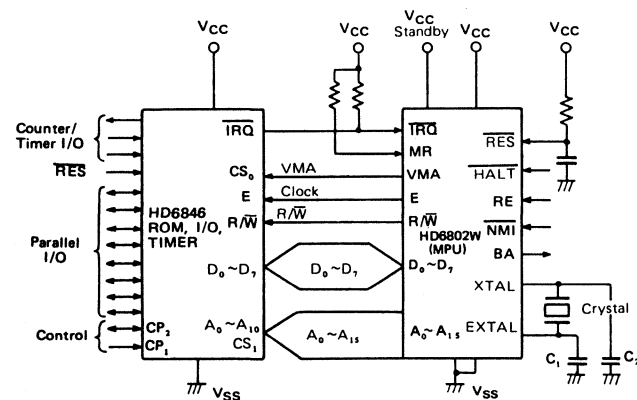 VCC
VCC
VCC
Standby
VCC
VCC
Counter/
Timer I/O
RES
Parallel
I/O
Control
IRQ
CS0
E
HD6846
R/W
ROM, I/O,
TIMER
D0~D7
CP2
A0~A10
CP1
CS1
VSS
VMA
Clock
R/W
D0~D7
A0~A15
IRQ
MR
VMA
E
R/W
HD6802W
(MPU)
D0~D7
A0~A15
RES
HALT
RE
NMI
BA
XTAL
EXTAL
VSS
Crystal
C1
C2